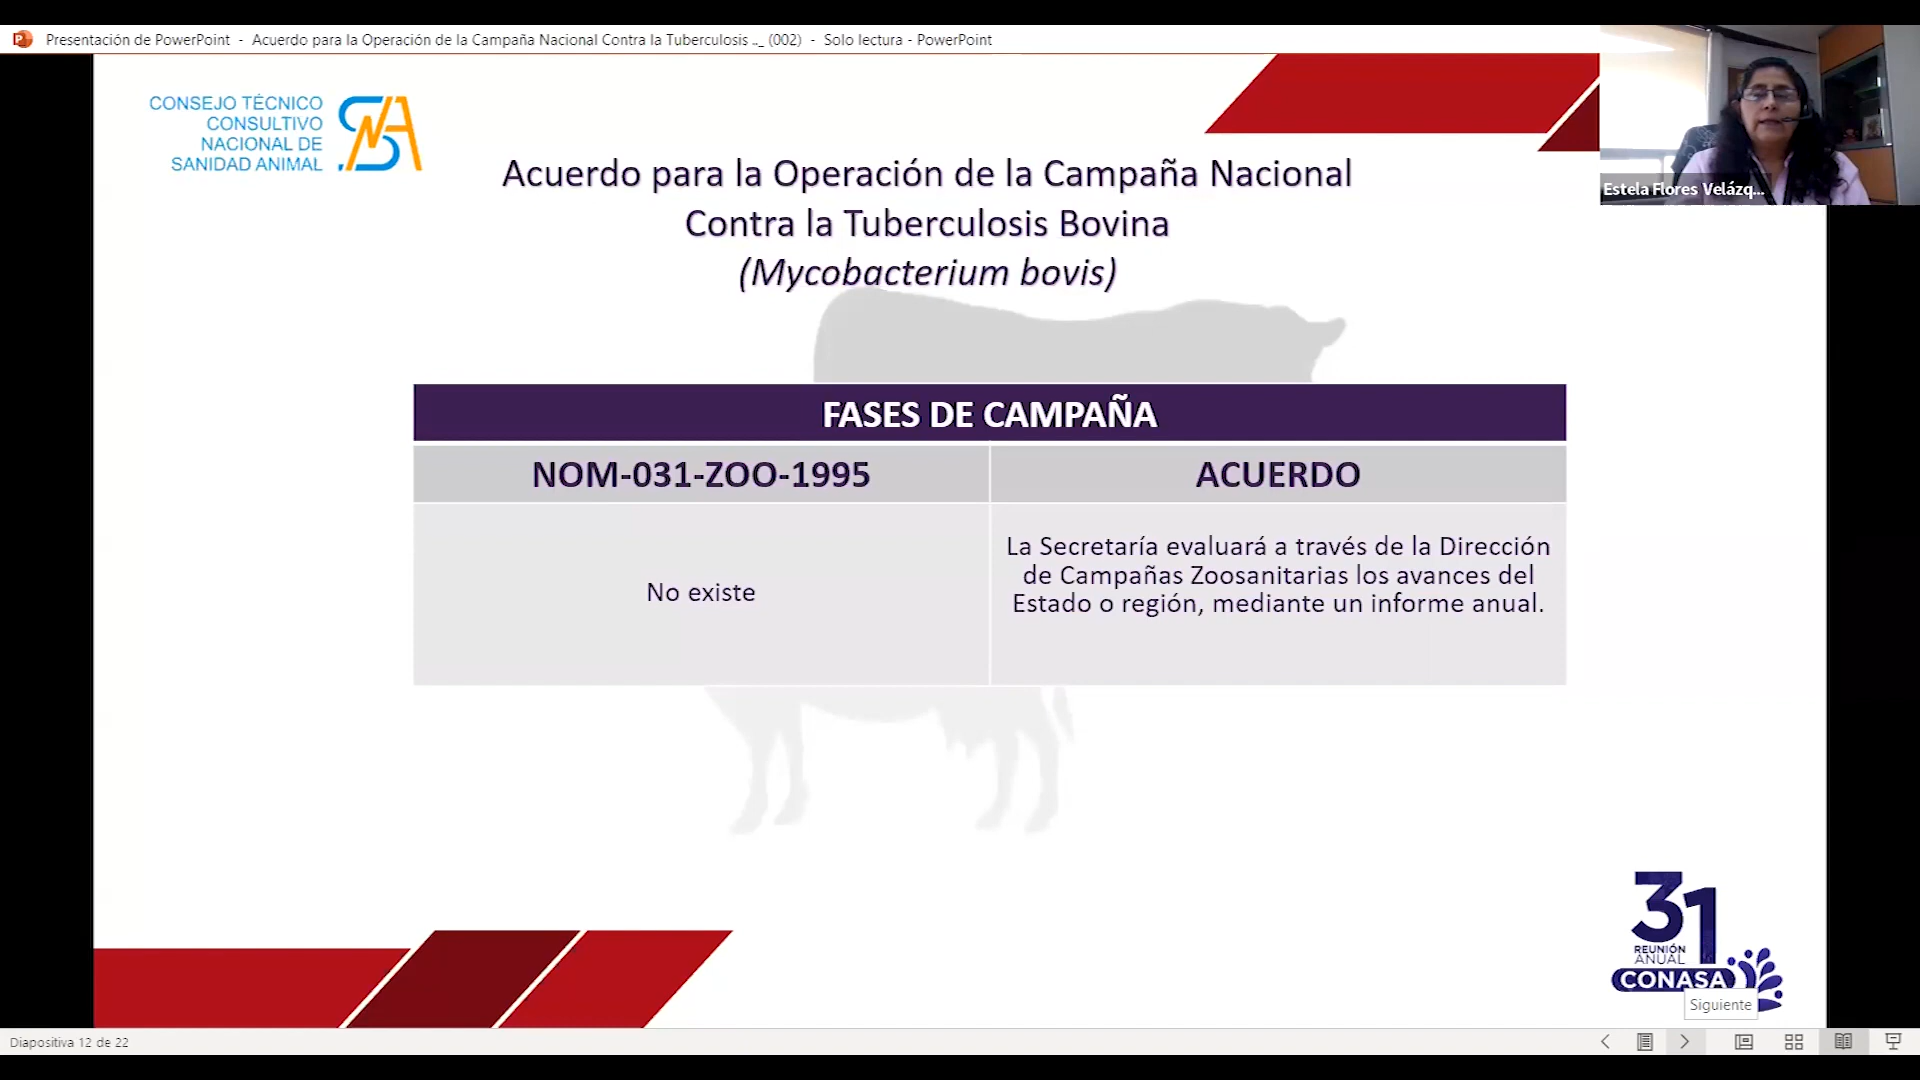 Presentación de PowerPoint - Acuerdo para la Operación de la Campaña Nacional Contra la Tuberculosis .._ (002) - Solo lectura - PowerPoint
CONSEJO TÉCNICO
CONSULTIVO
NACIONAL DE
SANIDAD ANIMAL
Estela Flores Velázq...
Acuerdo para la Operación de la Campaña Nacional
Contra la Tuberculosis Bovina
(Mycobacterium bovis)
FASES DE CAMPAÑA
NOM-031-ZOO-1995
ACUERDO
No existe
La Secretaría evaluará a través de la Dirección
de Campañas Zoosanitarias los avances del
Estado o región, mediante un informe anual.
31
REUNIÓN
ANUAL
CONASA
Siguiente
Diapositiva 12 de 22